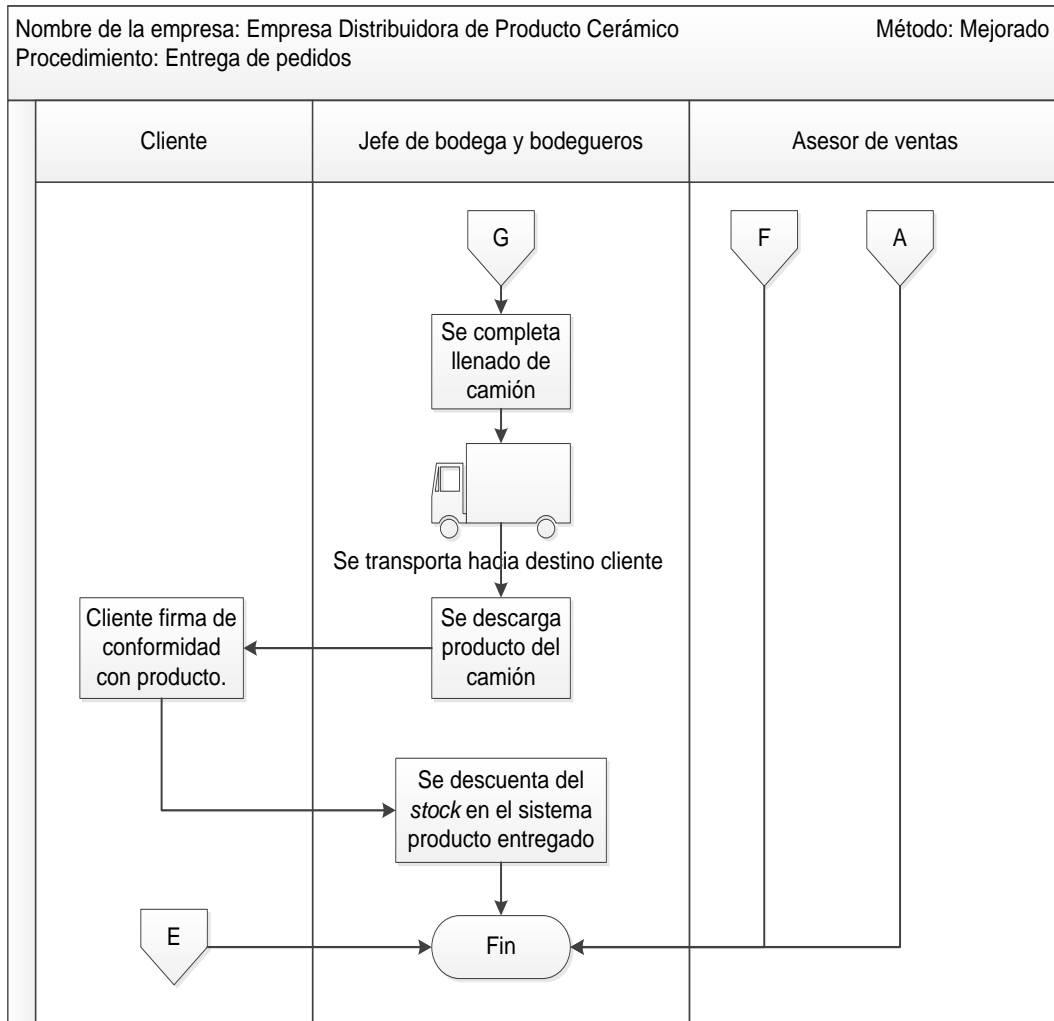 Nombre de la empresa: Empresa Distribuidora de Producto Cerámico
Método: Mejorado
Procedimiento: Entrega de pedidos
Cliente
Jefe de bodega y bodegueros
Asesor de ventas
G
F
A
Se completa
llenado de
camión
Se transporta hacia destino cliente
Cliente firma de
conformidad
con producto.
Se descarga
producto del
camión
Se descuenta del
stock en el sistema
producto entregado
E
Fin